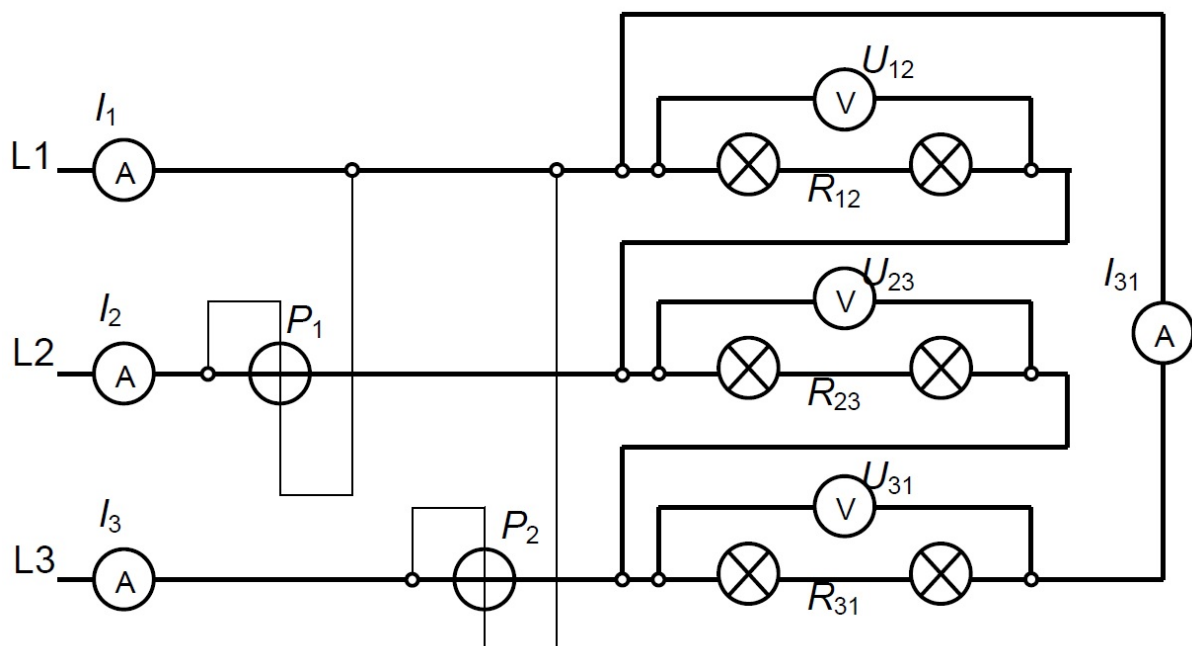 U₁₂
I₁
V
L1
A
R₁₂
I₂
P₁
U₂₃
I₃₁
V
L2
A
A
R₂₃
I₃
P₂
U₃₁
V
L3
A
R₃₁